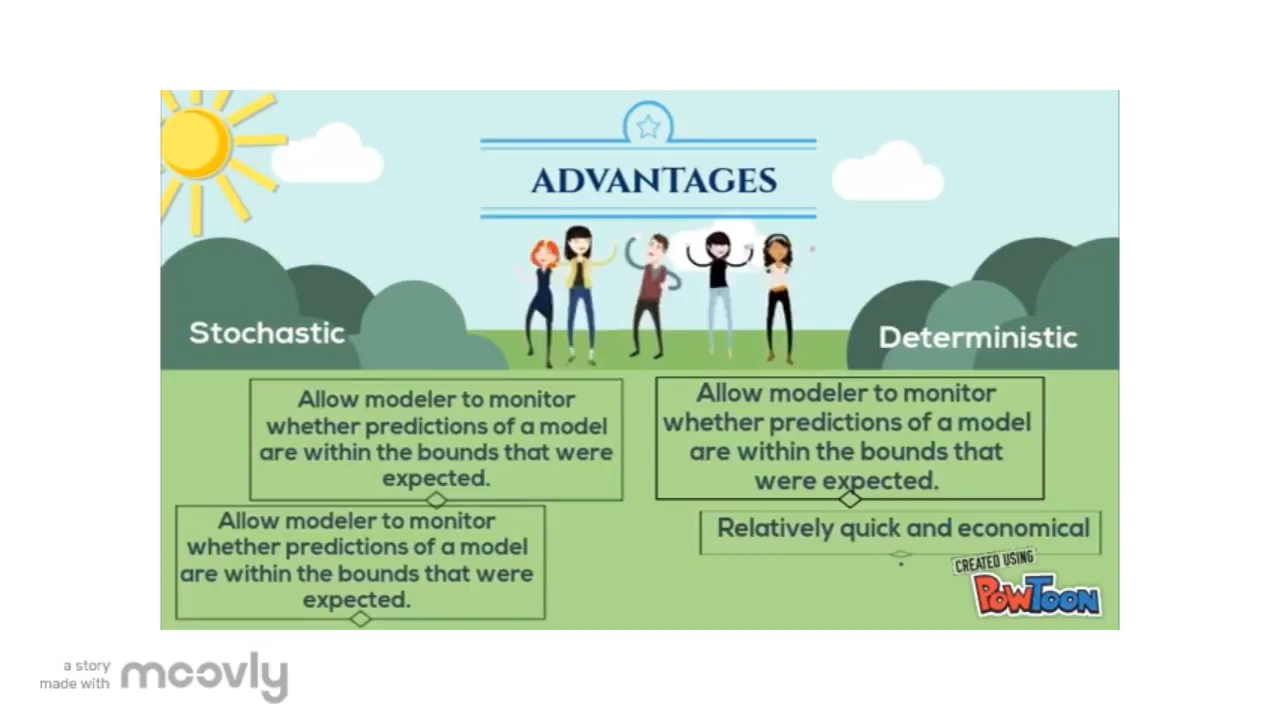 ADVANTAGES
Stochastic
Deterministic
Allow modeler to monitor
whether predictions of a model
are within the bounds that were
expected.
Allow modeler to monitor
whether predictions of a model
are within the bounds that were
expected.
Allow modeler to monitor
whether predictions of a model
are within the bounds that
were expected.
Relatively quick and economical
CREATED USING
POWTOON
a story
made with
moovly